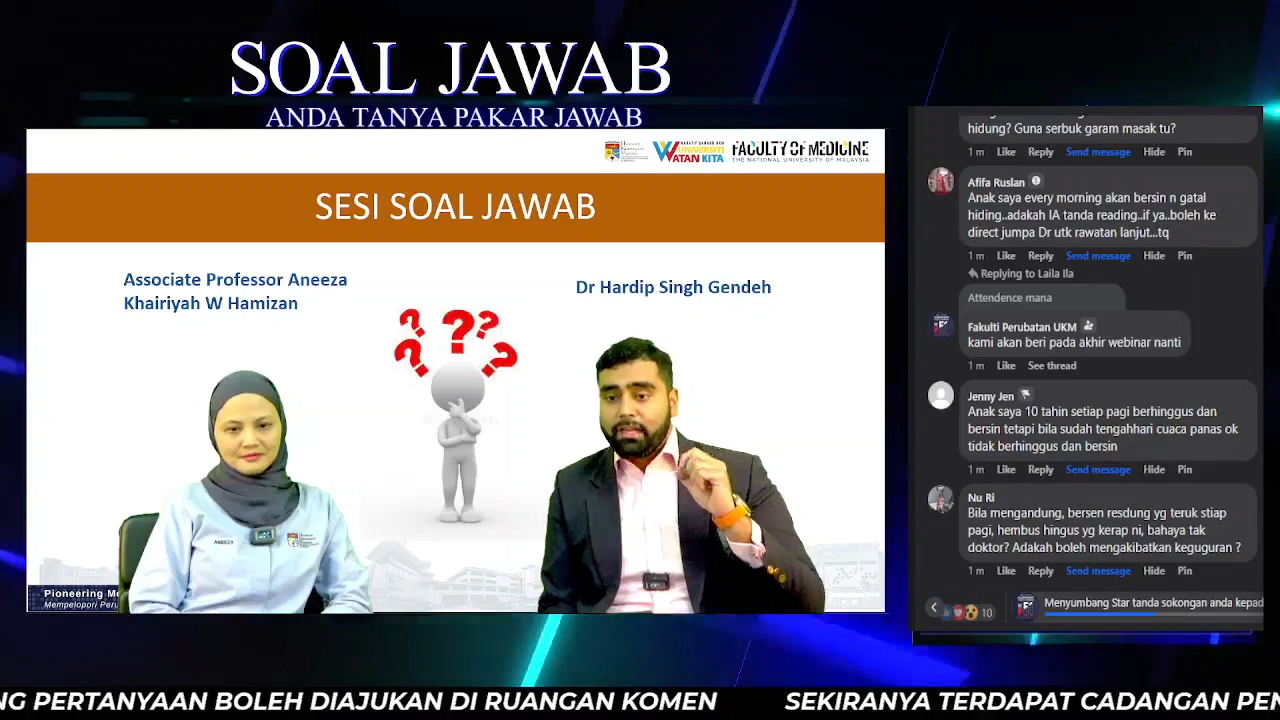 SOAL JAWAB
ANDA TANYA PAKAR JAWAB
UNIVERSITI
WATAN KITA
FACULTY OF MEDICINE
THE NATIONAL UNIVERSITY OF MALAYSIA
SESI SOAL JAWAB
Associate Professor Aneeza
Khairiyah W Hamizan
Dr Hardip Singh Gendeh
? ? ? ? ?
ANEEZA
Pioneering
Mempelopori
hidung? Guna serbuk garam masak tu?
1 m Like Reply Send message Hide Pin
Afifa Ruslan
Anak saya every morning akan bersin n gatal
hiding..adakah IA tanda reading..if ya..boleh ke
direct jumpa Dr utk rawatan lanjut...tq
1 m Like Reply Send message Hide Pin
Replying to Laila Ila
Attendence mana
Fakulti Perubatan UKM
kami akan beri pada akhir webinar nanti
1 m Like See thread
Jenny Jen
Anak saya 10 tahin setiap pagi berhinggus dan
bersin tetapi bila sudah tengahhari cuaca panas ok
tidak berhinggus dan bersin
1 m Like Reply Send message Hide Pin
Nu Ri
Bila mengandung, bersen resdung yg teruk stiap
pagi, hembus hingus yg kerap ni, bahaya tak
doktor? Adakah boleh mengakibatkan keguguran ?
1 m Like Reply Send message Hide Pin
10
Menyumbang Star tanda sokongan anda kepad
NG PERTANYAAN BOLEH DIAJUKAN DI RUANGAN KOMEN SEKIRANYA TERDAPAT CADANGAN PEN